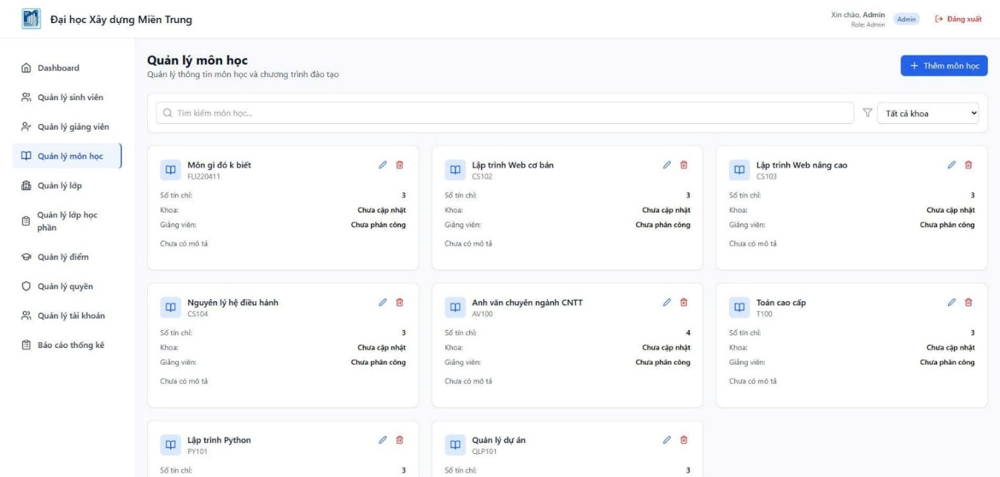 Đại học Xây dựng Miền Trung
Xin chào, Admin
Role: Admin
Admin
Đăng xuất
Dashboard
Quản lý sinh viên
Quản lý giảng viên
Quản lý môn học
Quản lý lớp
Quản lý lớp học
phần
Quản lý điểm
Quản lý quyền
Quản lý tài khoản
Báo cáo thống kê
Quản lý môn học
Quản lý thông tin môn học và chương trình đào tạo
Thêm môn học
Tìm kiếm môn học...
Tất cả khoa
Môn gì đó k biết
FLI220411
Số tín chỉ: 3
Khoa: Chưa cập nhật
Giảng viên: Chưa phân công
Chưa có mô tả
Lập trình Web cơ bản
CS102
Số tín chỉ: 3
Khoa: Chưa cập nhật
Giảng viên: Chưa phân công
Chưa có mô tả
Lập trình Web nâng cao
CS103
Số tín chỉ: 3
Khoa: Chưa cập nhật
Giảng viên: Chưa phân công
Chưa có mô tả
Nguyên lý hệ điều hành
CS104
Số tín chỉ: 3
Khoa: Chưa cập nhật
Giảng viên: Chưa phân công
Chưa có mô tả
Anh văn chuyên ngành CNTT
AV100
Số tín chỉ: 4
Khoa: Chưa cập nhật
Giảng viên: Chưa phân công
Chưa có mô tả
Toán cao cấp
T100
Số tín chỉ: 3
Khoa: Chưa cập nhật
Giảng viên: Chưa phân công
Chưa có mô tả
Lập trình Python
PY101
Số tín chỉ: 3
Quản lý dự án
QLP101
Số tín chỉ: 3